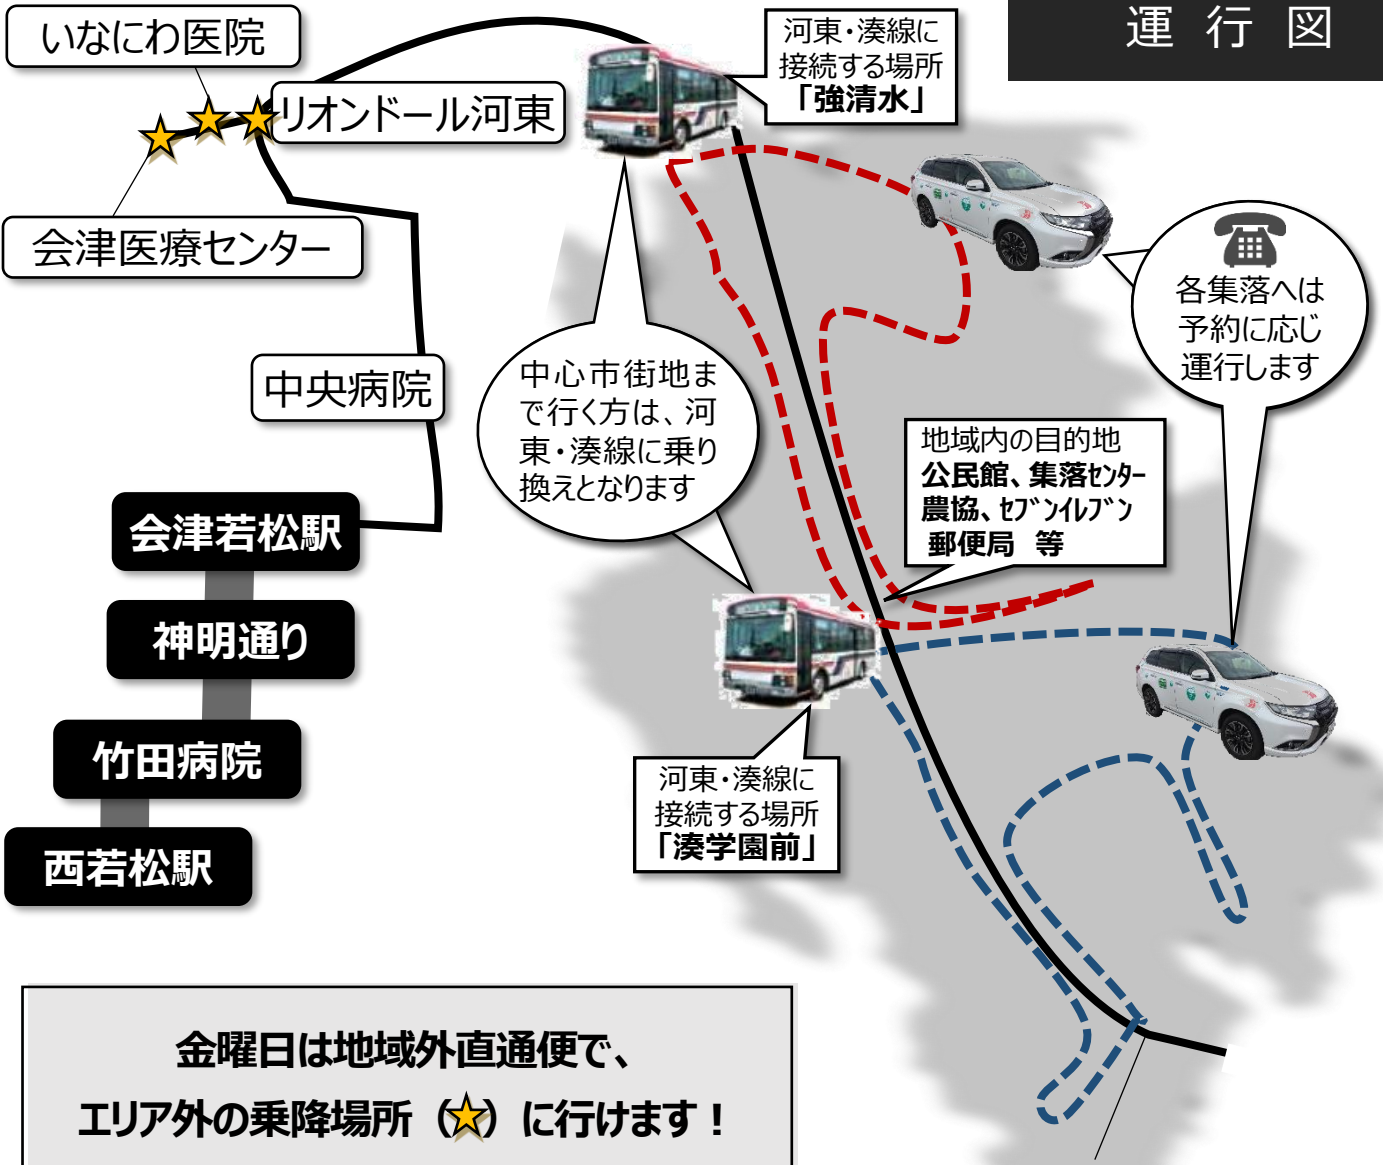 運行図
いなにわ医院
リオンドール河東
会津医療センター
中央病院
会津若松駅
神明通り
竹田病院
西若松駅
河東・湊線に
接続する場所
「強清水」
各集落へは
予約に応じ
運行します
中心市街地ま
で行く方は、河
東・湊線に乗り
換えとなります
地域内の目的地
公民館、集落ｾﾝﾀｰ
農協、ｾﾌﾞﾝｲﾚﾌﾞﾝ
郵便局　等
河東・湊線に
接続する場所
「湊学園前」
金曜日は地域外直通便で、
エリア外の乗降場所（★）に行けます！